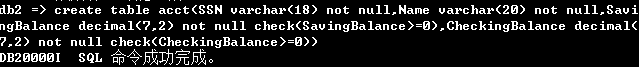 db2 => create table acct(SSN varchar(18) not null,Name varchar(20) not null,Savi
ngBalance decimal(7,2) not null check(SavingBalance>=0),CheckingBalance decimal(
7,2) not null check(CheckingBalance>=0))
DB20000I  SQL 命令成功完成。